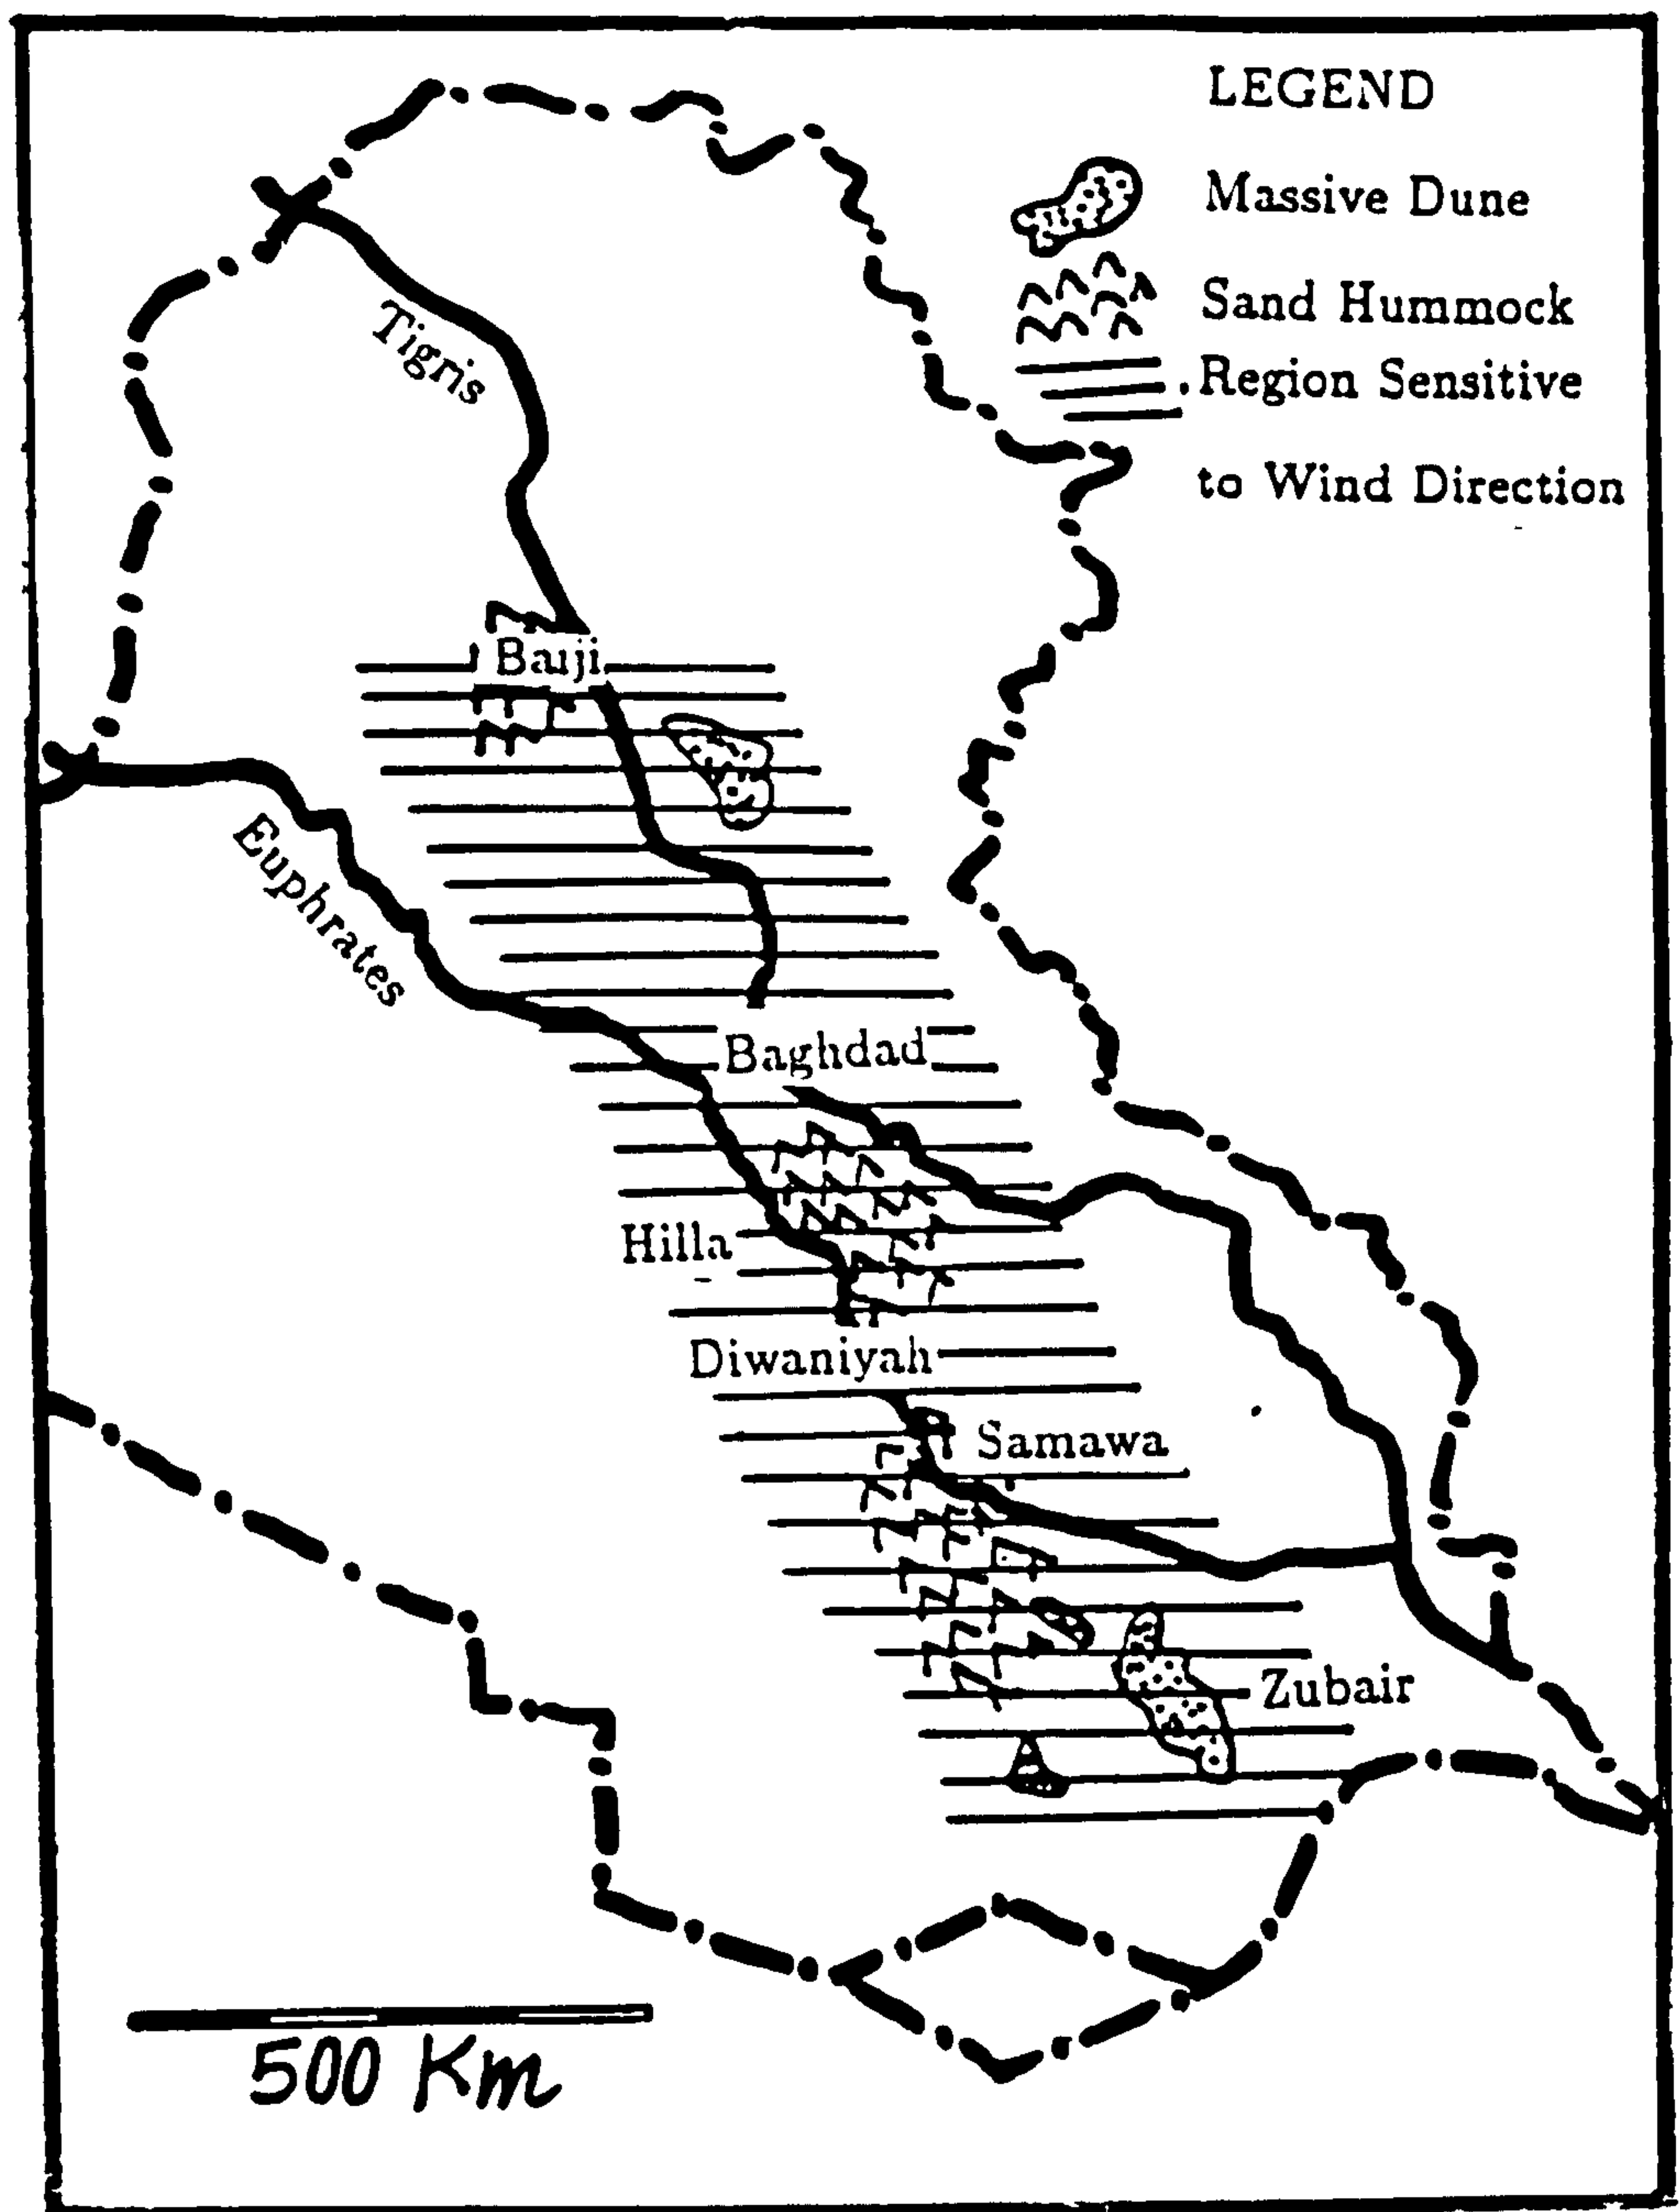 LEGEND
Massive Dune
Sand Hummock
Region Sensitive
to Wind Direction
Tigris
Baiji
Euphrates
Baghdad
Hilla
Diwaniyah
Samawa
Zubair
500 Km